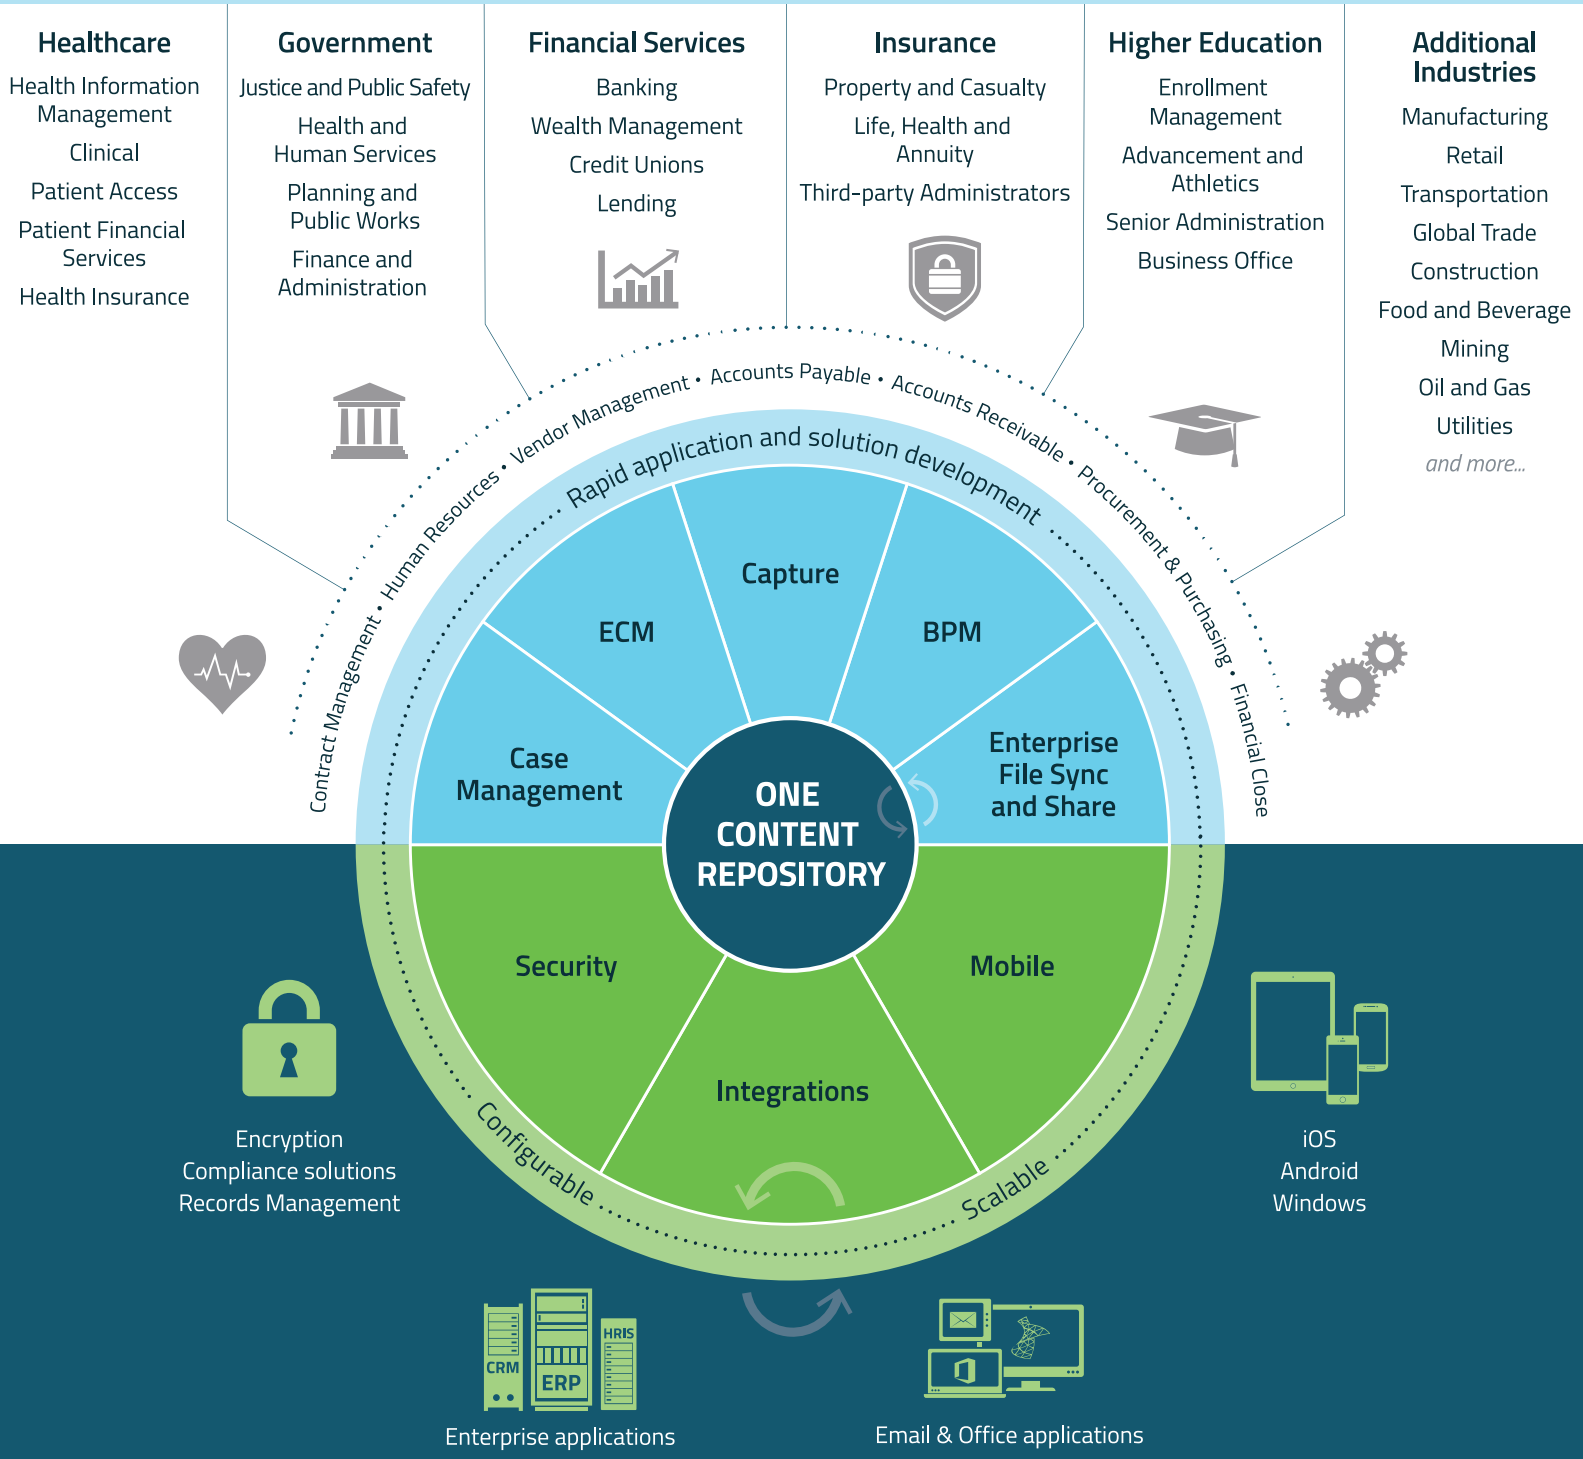 Healthcare
Health Information
Management
Clinical
Patient Access
Patient Financial
Services
Health Insurance
Government
Justice and Public Safety
Health and
Human Services
Planning and
Public Works
Finance and
Administration
Financial Services
Banking
Wealth Management
Credit Unions
Lending
Insurance
Property and Casualty
Life, Health and
Annuity
Third-party Administrators
Higher Education
Enrollment
Management
Advancement and
Athletics
Senior Administration
Business Office
Additional
Industries
Manufacturing
Retail
Transportation
Global Trade
Construction
Food and Beverage
Mining
Oil and Gas
Utilities
and more...
Contract Management • Human Resources • Vendor Management • Accounts Payable • Accounts Receivable • Procurement & Purchasing • Financial Close
Rapid application and solution development
Capture
ECM
BPM
Case
Management
Enterprise
File Sync
and Share
ONE
CONTENT
REPOSITORY
Security
Mobile
Integrations
Configurable
Scalable
Encryption
Compliance solutions
Records Management
iOS
Android
Windows
CRM
ERP
HRIS
Enterprise applications
Email & Office applications